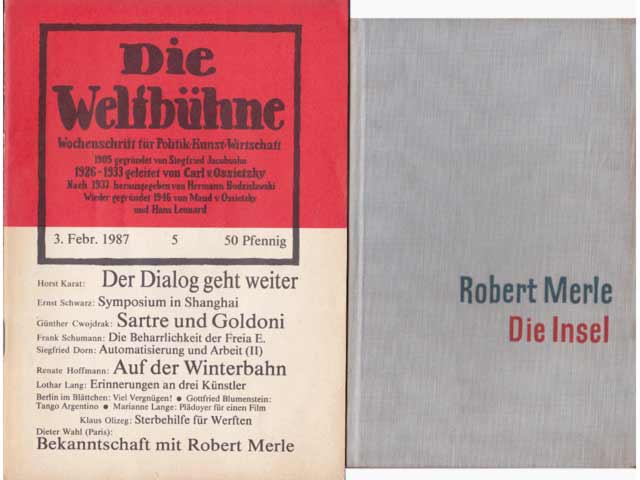 Die
Weltbühne
Wochenschrift für Politik·Kunst·Wirtschaft
1905 gegründet von Siegfried Jacobsohn
1926-1933 geleitet von Carl v. Ossietzky
Nach 1933 herausgegeben von Hermann Budzislawski
Wieder gegründet 1946 von Maud v. Ossietzky
und Hans Leonard
3. Febr. 1987 5 50 Pfennig
Horst Karat: Der Dialog geht weiter
Ernst Schwarz: Symposium in Shanghai
Günther Cwojdrak: Sartre und Goldoni
Frank Schumann: Die Beharrlichkeit der Freia E.
Siegfried Dorn: Automatisierung und Arbeit (II)
Renate Hoffmann: Auf der Winterbahn
Lothar Lang: Erinnerungen an drei Künstler
Berlin im Blättchen: Viel Vergnügen! ● Gottfried Blumenstein:
Tango Argentino ● Marianne Lange: Plädoyer für einen Film
Klaus Olizeg: Sterbehilfe für Werften
Dieter Wahl (Paris):
Bekanntschaft mit Robert Merle
Robert Merle
Die Insel